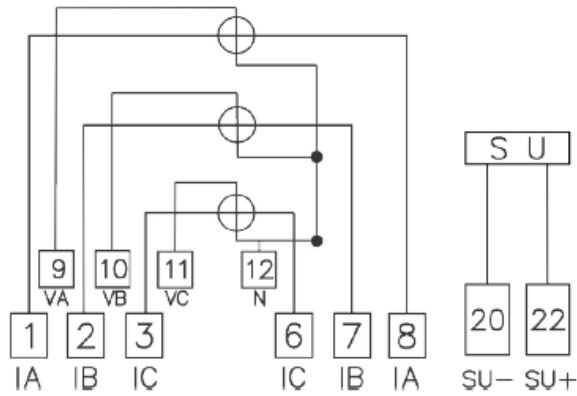 S U
9 10 11 12
VA VB VC N
1 2 3 6 7 8 20 22
IA IB IC IC IB IA SU- SU+